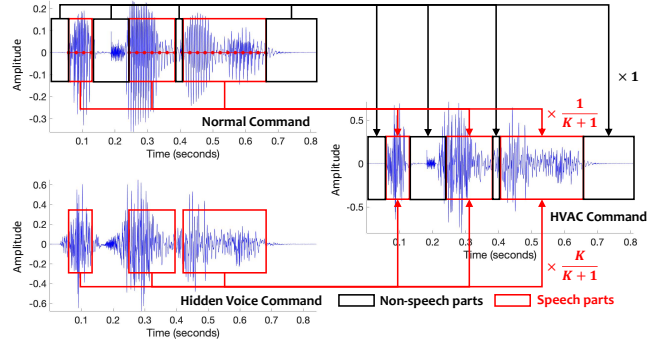 Amplitude
0.2
0.1
0
-0.1
-0.2
-0.3
0.1 0.2 0.3 0.4 0.5 0.6 0.7 0.8
Time (seconds)
Normal Command
× 1
× 1/(K + 1)
Amplitude
0.5
0
-0.5
0.1 0.2 0.3 0.4 0.5 0.6 0.7 0.8
Time (seconds)
HVAC Command
× K/(K + 1)
Amplitude
0.6
0.4
0.2
0
-0.2
-0.4
-0.6
0.1 0.2 0.3 0.4 0.5 0.6 0.7 0.8
Time (seconds)
Hidden Voice Command
Non-speech parts
Speech parts